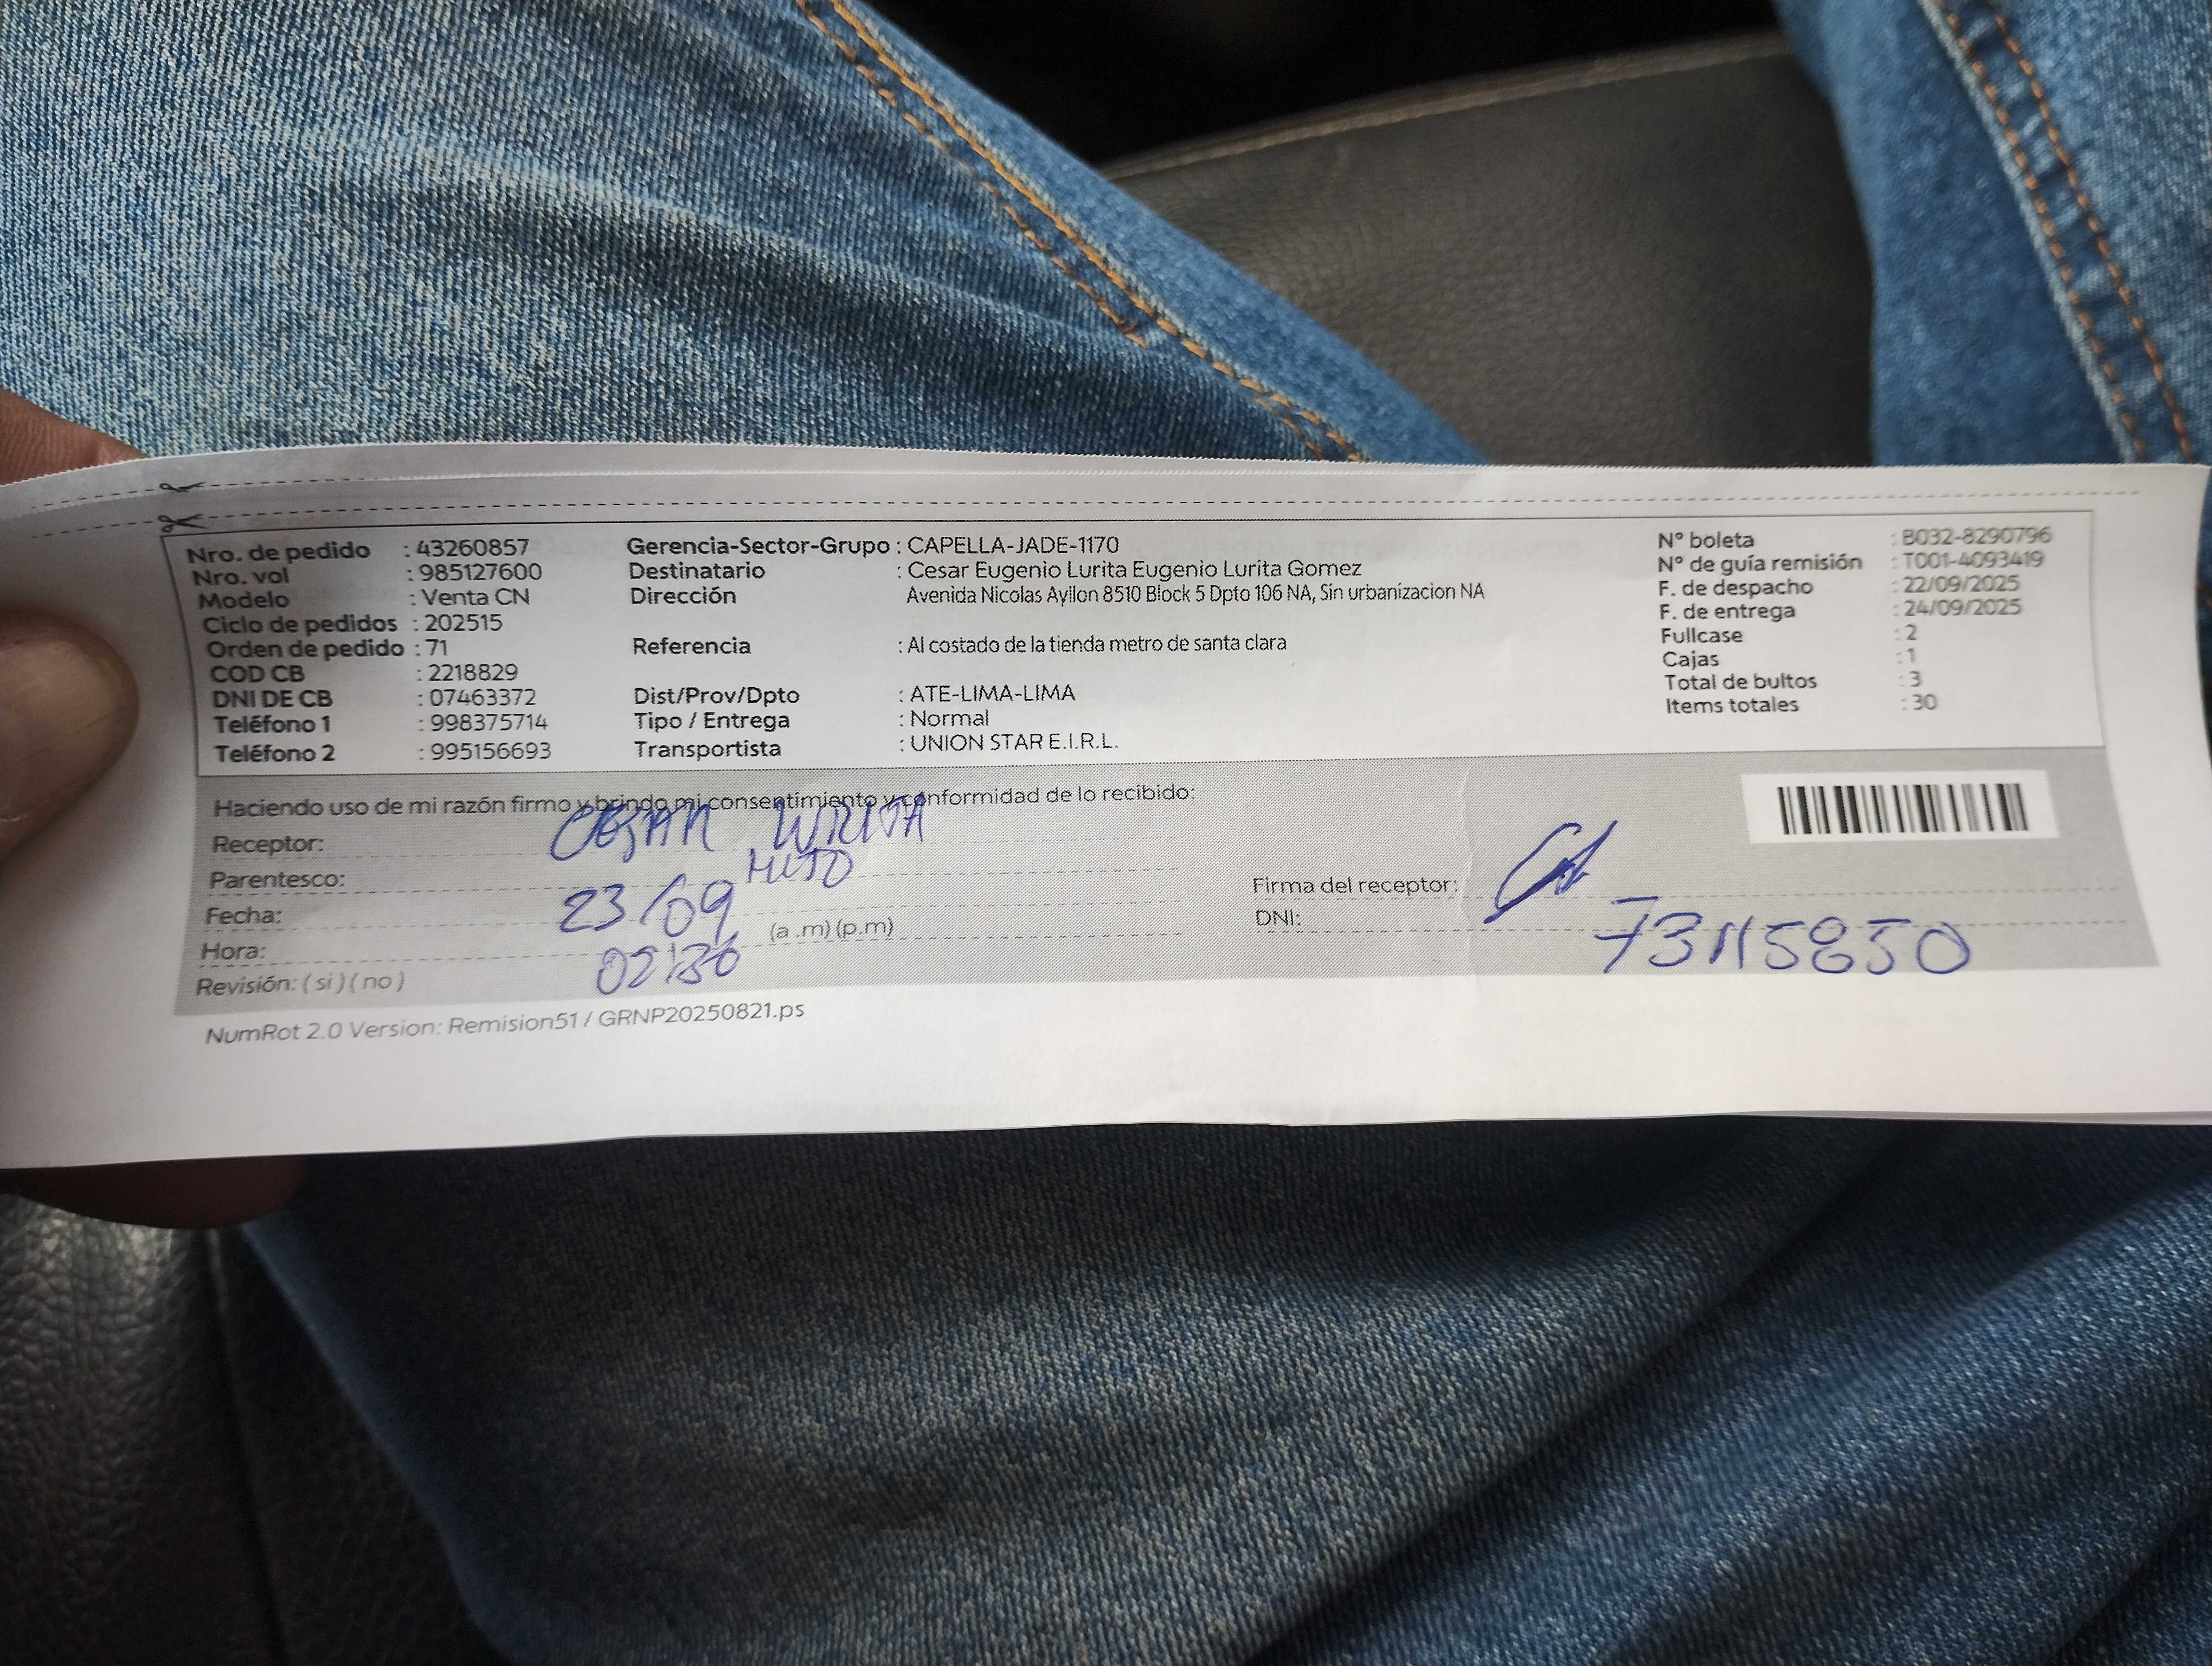 Nro. de pedido : 43260857
Nro. vol : 985127600
Modelo : Venta CN
Ciclo de pedidos : 202515
Orden de pedido : 71
COD CB : 2218829
DNI DE CB : 07463372
Teléfono 1 : 998375714
Teléfono 2 : 995156693
Gerencia-Sector-Grupo : CAPELLA-JADE-1170
Destinatario : Cesar Eugenio Lurita Eugenio Lurita Gomez
Dirección Avenida Nicolas Ayllon 8510 Block 5 Dpto 106 NA, Sin urbanizacion NA
Referencia : Al costado de la tienda metro de santa clara
Dist/Prov/Dpto : ATE-LIMA-LIMA
Tipo / Entrega : Normal
Transportista : UNION STAR E.I.R.L.
N° boleta : B032-8290796
N° de guía remisión : T001-4093419
F. de despacho : 22/09/2025
F. de entrega : 24/09/2025
Fullcase : 2
Cajas : 1
Total de bultos : 3
Items totales : 30
Haciendo uso de mi razón firmo y brindo mi consentimiento y conformidad de lo recibido:
Receptor: CESAR LURITA
Parentesco:
Fecha: 23/09
Hora: (a .m) (p.m)
Revisión: ( si ) ( no )
Firma del receptor:
DNI: 73115850
NumRot 2.0 Version: Remision51 / GRNP20250821.ps